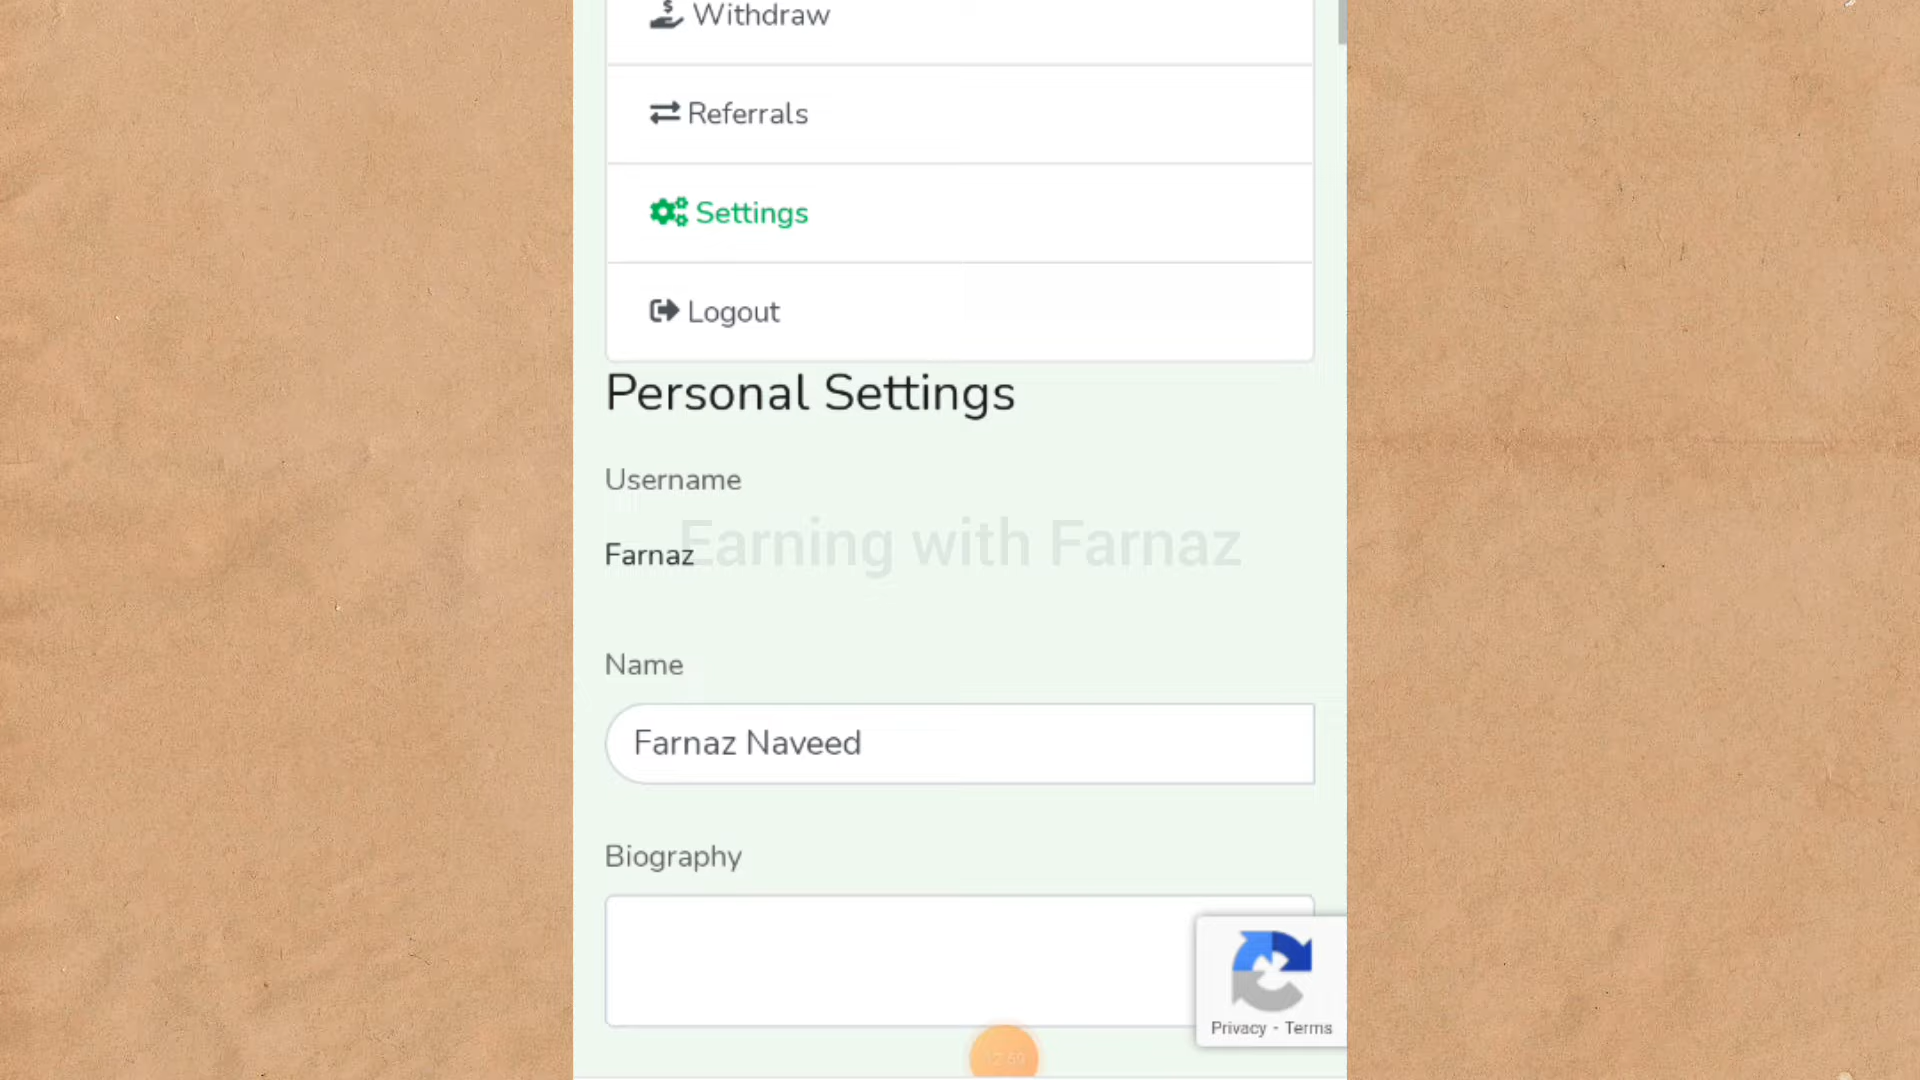 Withdraw
Referrals
Settings
Logout
Personal Settings
Username
Earning with Farnaz
Farnaz
Name
Farnaz Naveed
Biography
Privacy - Terms